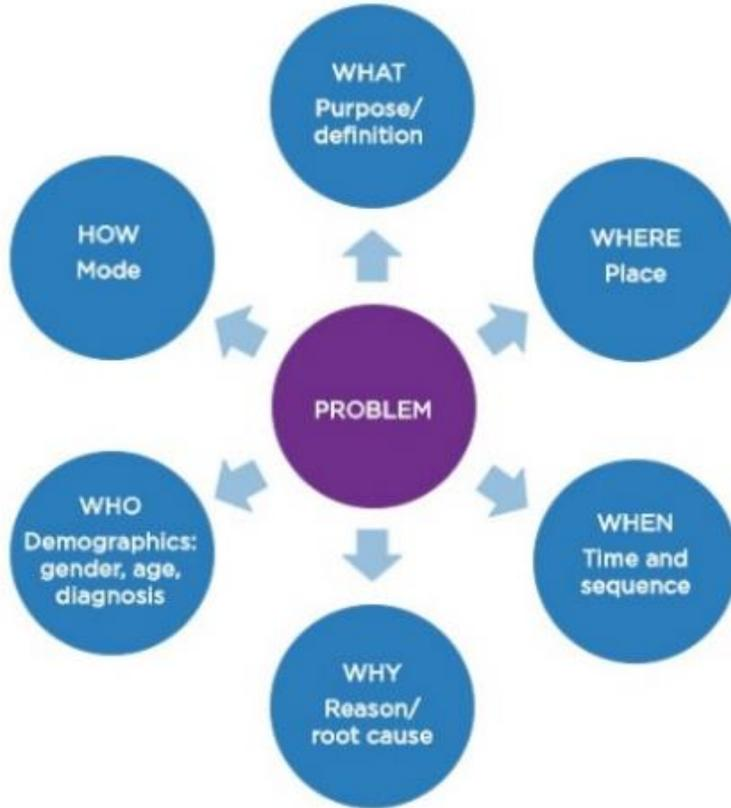 WHAT
Purpose/
definition
WHERE
Place
WHEN
Time and
sequence
WHY
Reason/
root cause
WHO
Demographics:
gender, age,
diagnosis
HOW
Mode
PROBLEM